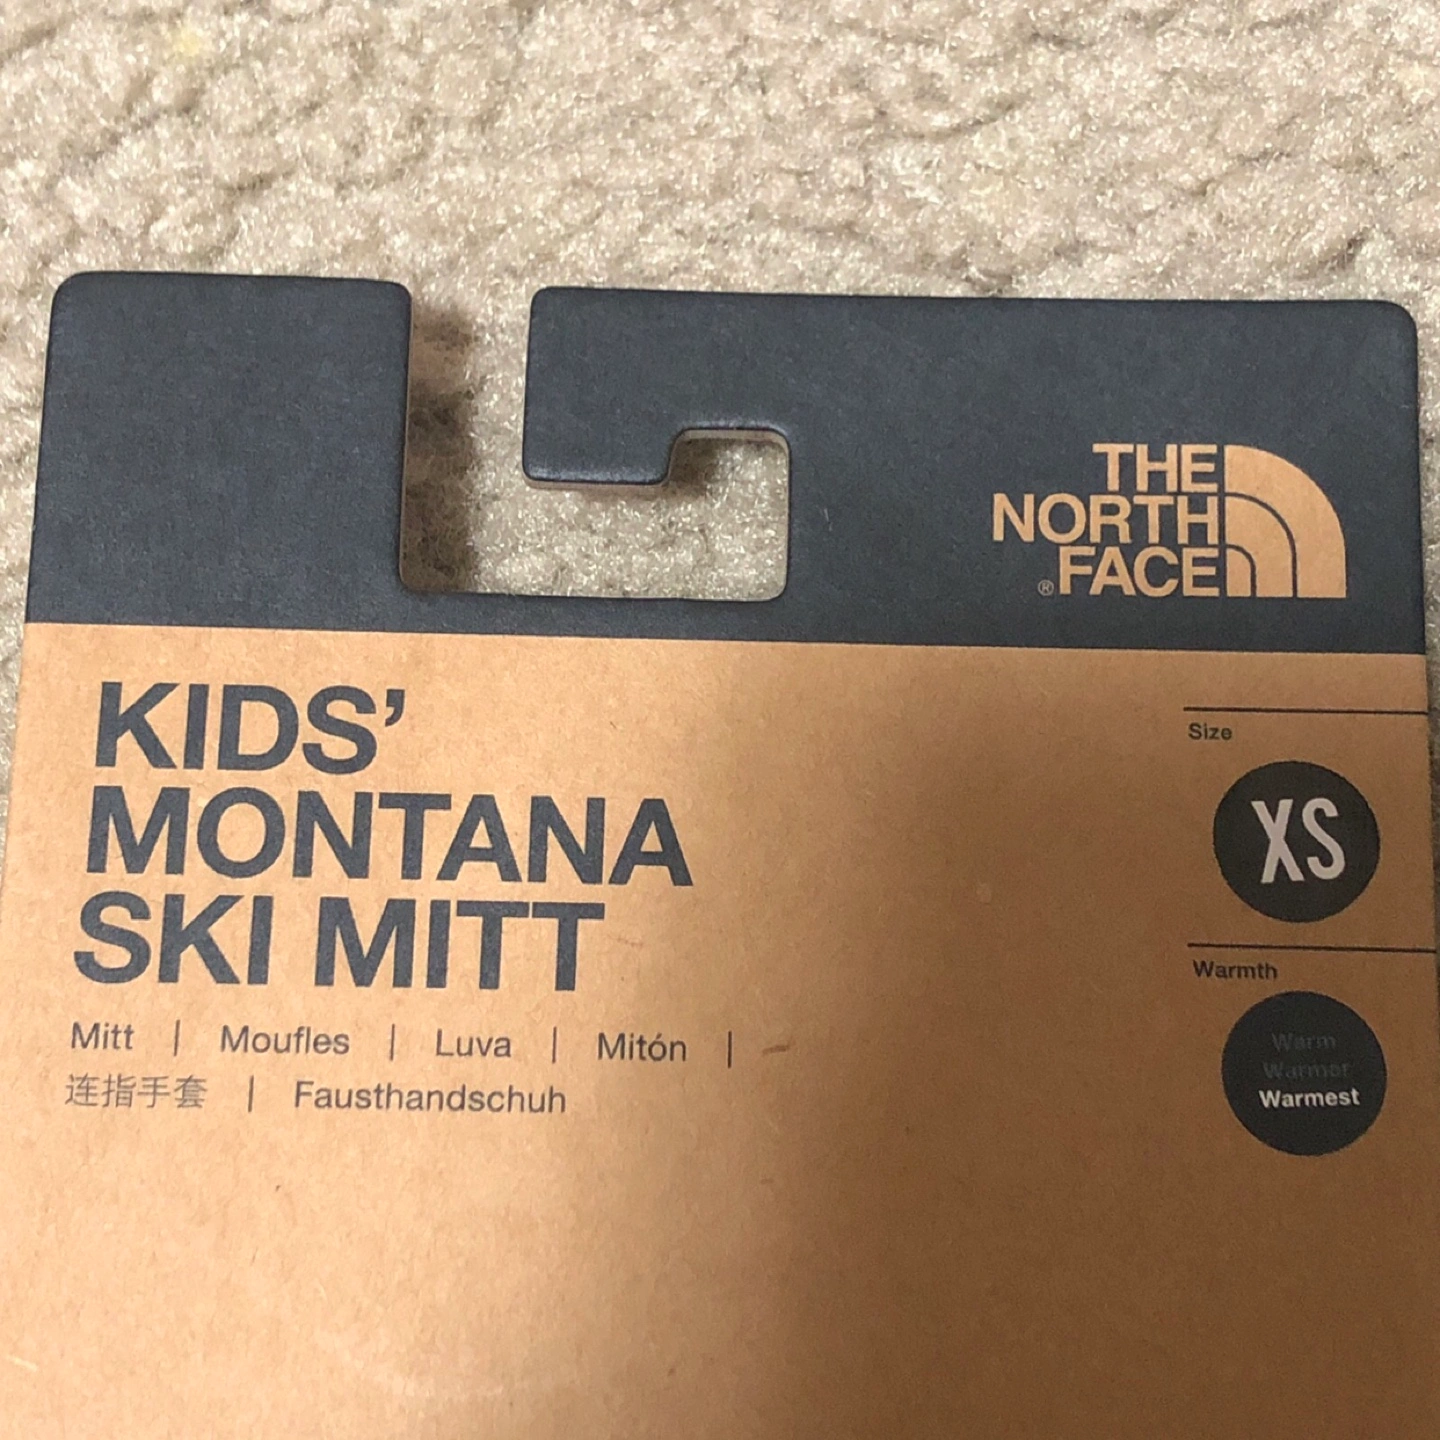 THE
NORTH
®FACE
KIDS’
MONTANA
SKI MITT
Mitt | Moufles | Luva | Mitón |
连指手套 | Fausthandschuh
Size
XS
Warmth
Warm
Warmer
Warmest